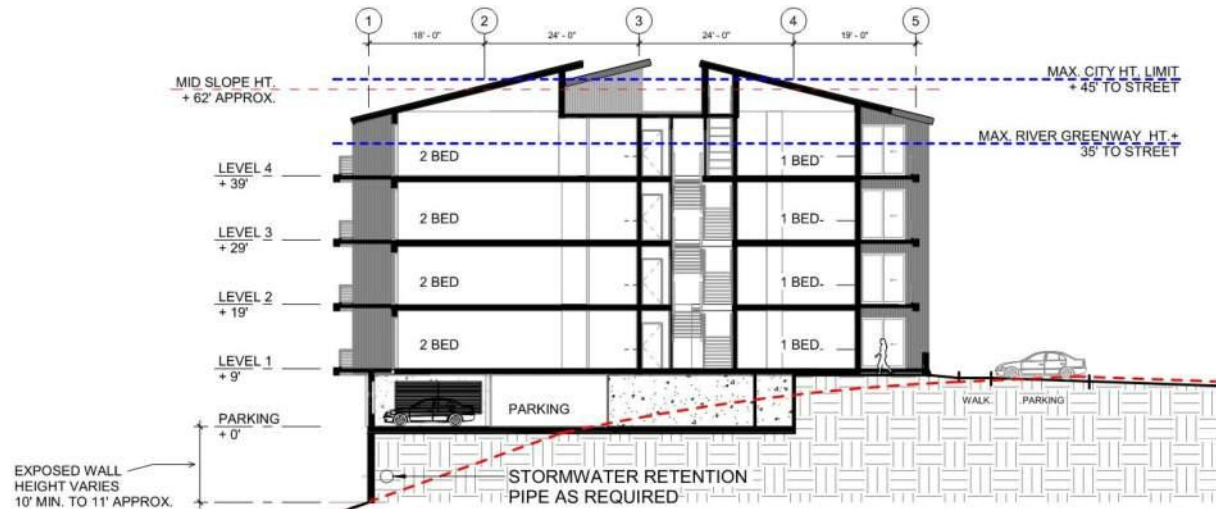 1 2 3 4 5
18' - 0" 24' - 0" 24' - 0" 19' - 0"
MID SLOPE HT.
+ 62' APPROX.
MAX. CITY HT. LIMIT
+ 45' TO STREET
MAX. RIVER GREENWAY HT.+
35' TO STREET
LEVEL 4
+ 39'
2 BED 1 BED
LEVEL 3
+ 29'
2 BED 1 BED
LEVEL 2
+ 19'
2 BED 1 BED
LEVEL 1
+ 9'
2 BED 1 BED
PARKING
+ 0'
PARKING
WALK PARKING
EXPOSED WALL
HEIGHT VARIES
10' MIN. TO 11' APPROX.
STORMWATER RETENTION
PIPE AS REQUIRED